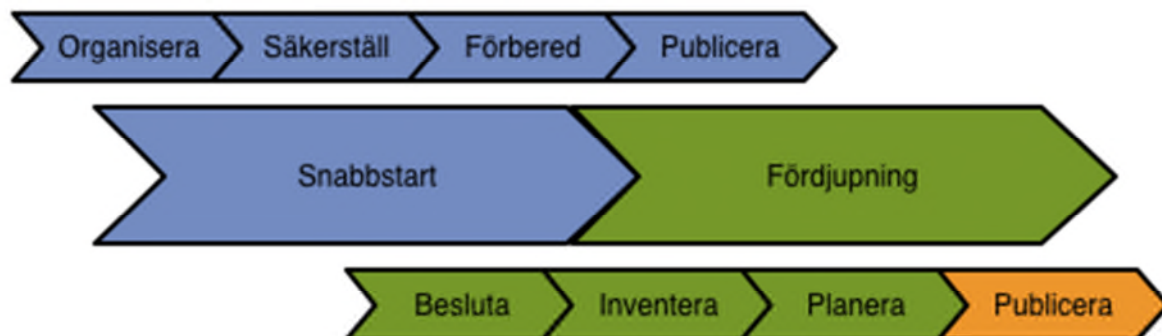 Organisera Säkerställ Förbered Publicera
Snabbstart Fördjupning
Besluta Inventera Planera Publicera